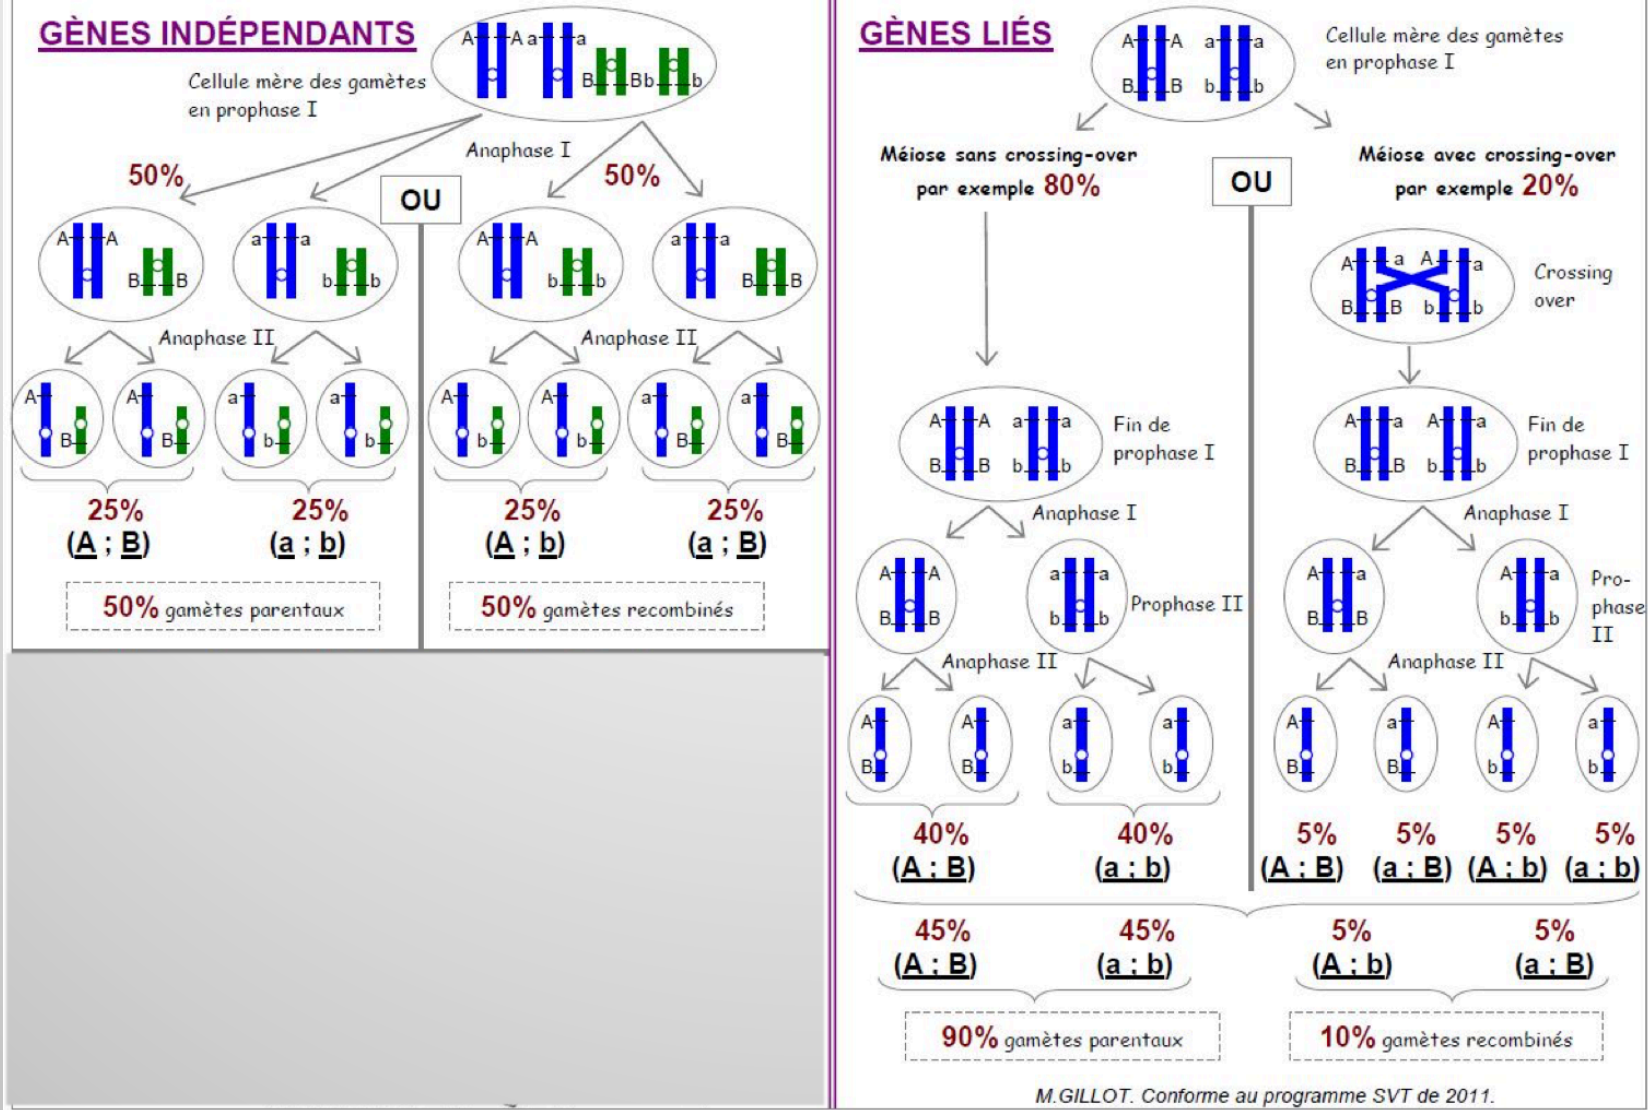 GÈNES INDÉPENDANTS
Cellule mère des gamètes
en prophase I
A A a a
B B b b
Anaphase I
50%
50%
OU
A A
B B
a a
b b
A A
b b
a a
B B
Anaphase II
Anaphase II
A
B
A
B
a
b
a
b
A
b
A
b
a
B
a
B
25%
25%
25%
25%
(A ; B)
(a ; b)
(A ; b)
(a ; B)
50% gamètes parentaux
50% gamètes recombinés
GÈNES LIÉS
A A a a
B B b b
Cellule mère des gamètes
en prophase I
Méiose sans crossing-over
par exemple 80%
OU
Méiose avec crossing-over
par exemple 20%
A a A a
B B b b
Crossing
over
A A a a
B B b b
Fin de
prophase I
A a A a
B B b b
Fin de
prophase I
Anaphase I
Anaphase I
A A
B B
a a
b b
Prophase II
A a
B B
A a
b b
Pro-
phase
II
Anaphase II
Anaphase II
A
B
A
B
a
b
a
b
A
B
a
B
A
b
a
b
40%
40%
5%
5%
5%
5%
(A ; B)
(a ; b)
(A ; B)
(a ; B)
(A ; b)
(a ; b)
45%
45%
5%
5%
(A ; B)
(a ; b)
(A ; b)
(a ; B)
90% gamètes parentaux
10% gamètes recombinés
M.GILLOT. Conforme au programme SVT de 2011.